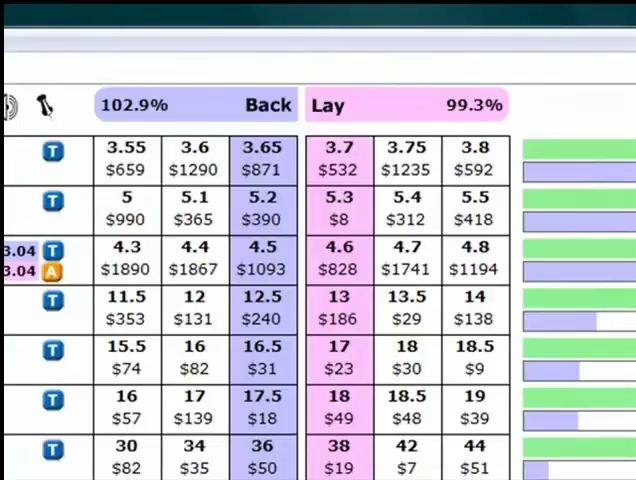 102.9% Back Lay 99.3%
T 3.55 3.6 3.65 3.7 3.75 3.8
$659 $1290 $871 $532 $1235 $592
T 5 5.1 5.2 5.3 5.4 5.5
$990 $365 $390 $8 $312 $418
3.04 T 4.3 4.4 4.5 4.6 4.7 4.8
3.04 A $1890 $1867 $1093 $828 $1741 $1194
T 11.5 12 12.5 13 13.5 14
$353 $131 $240 $186 $29 $138
T 15.5 16 16.5 17 18 18.5
$74 $82 $31 $23 $30 $9
T 16 17 17.5 18 18.5 19
$57 $139 $18 $49 $48 $39
T 30 34 36 38 42 44
$82 $35 $50 $19 $7 $51